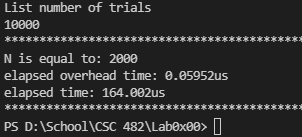 List number of trials
10000
********************************************
N is equal to: 2000
elapsed overhead time: 0.05952us
elapsed time: 164.002us
********************************************
PS D:\School\CSC 482\Lab0x00>